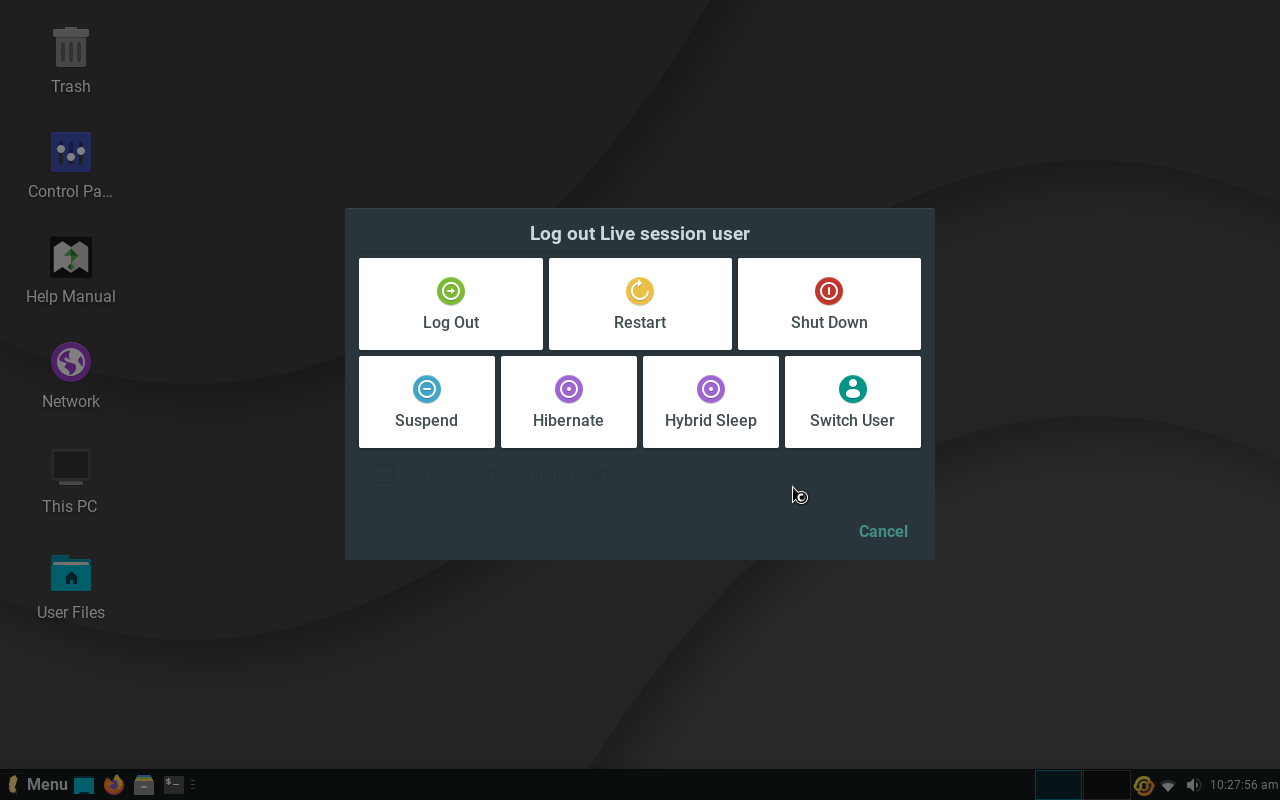 Trash
Control Pa...
Help Manual
Network
This PC
User Files
Log out Live session user
Log Out
Restart
Shut Down
Suspend
Hibernate
Hybrid Sleep
Switch User
Save session for future logins
Cancel
Menu
$–
10:27:56 am